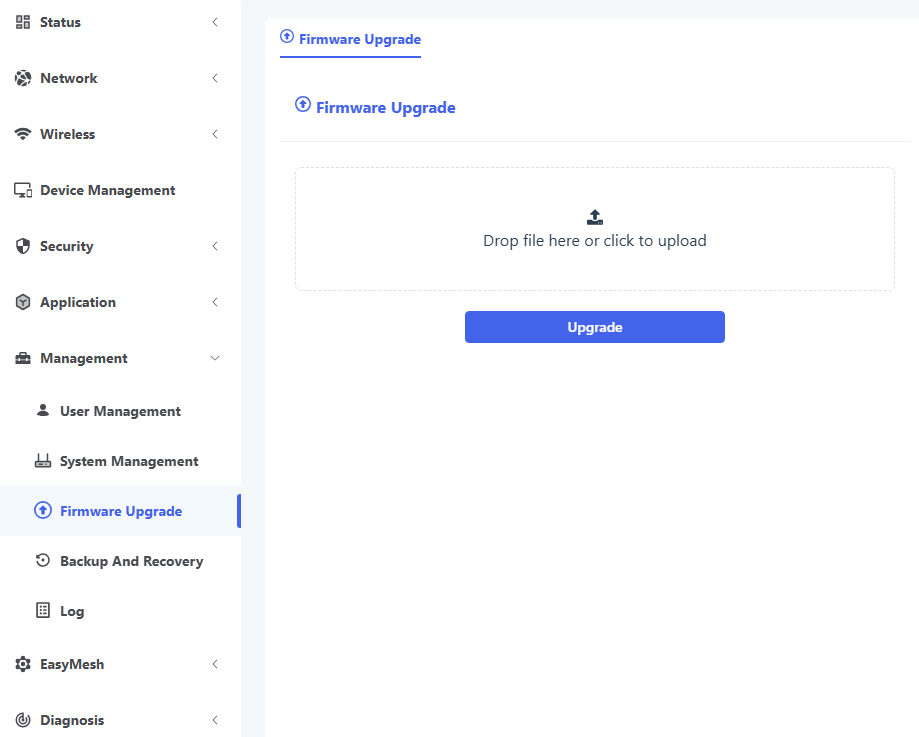 Status
Network
Wireless
Device Management
Security
Application
Management
User Management
System Management
Firmware Upgrade
Backup And Recovery
Log
EasyMesh
Diagnosis
Firmware Upgrade
Firmware Upgrade
Drop file here or click to upload
Upgrade